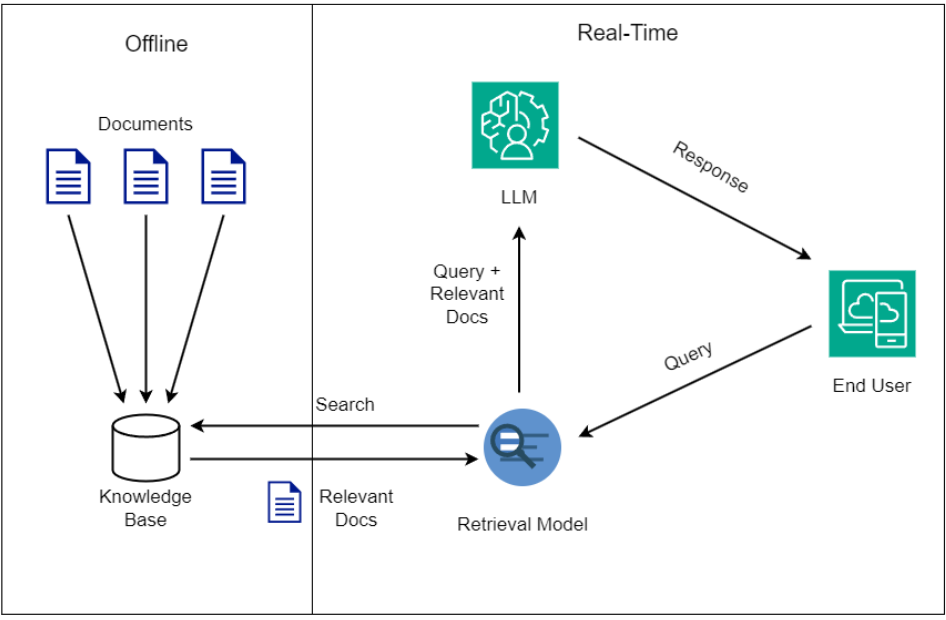 Offline
Real-Time
Documents
LLM
Response
Query +
Relevant
Docs
Query
End User
Search
Knowledge
Base
Relevant
Docs
Retrieval Model